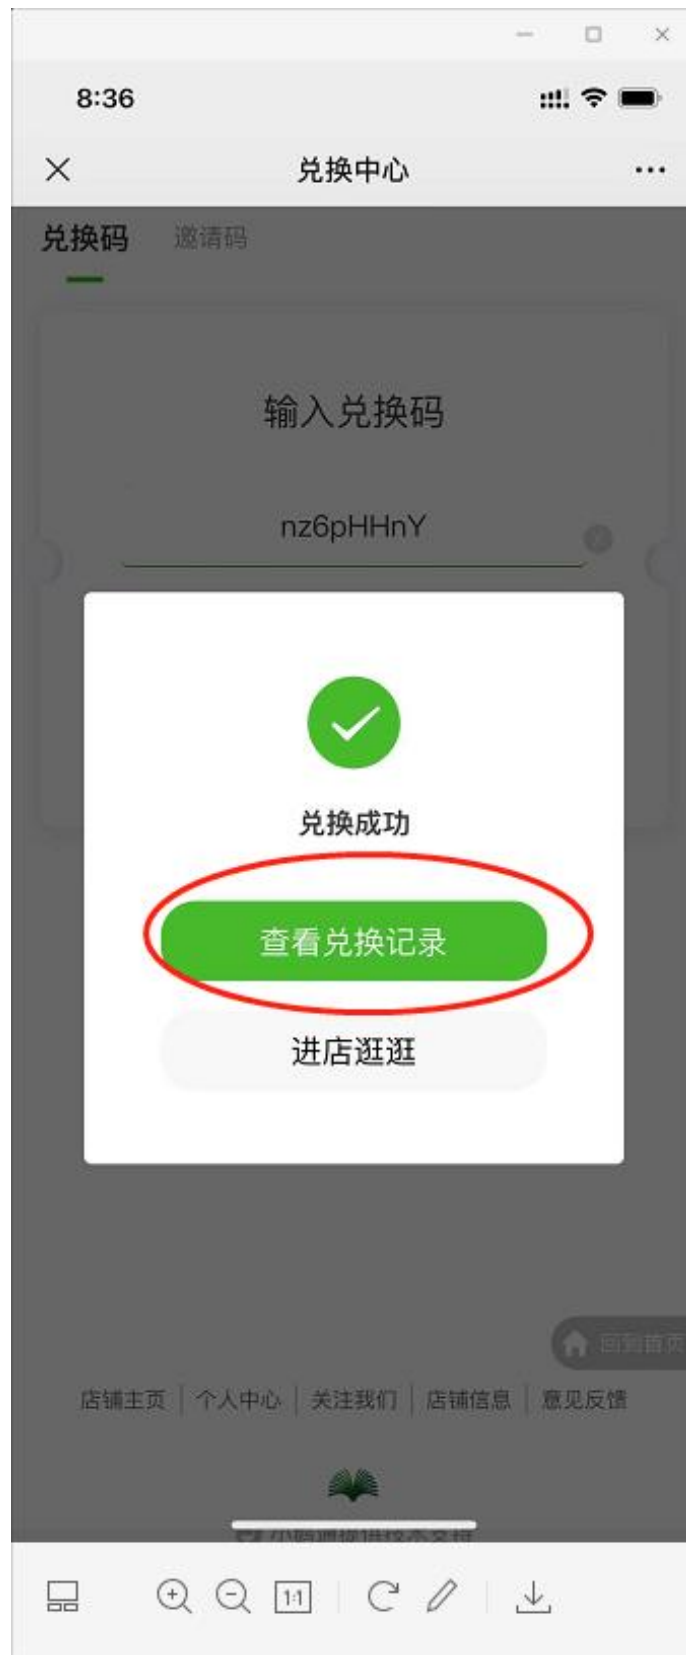 8:36
兑换中心
兑换码 邀请码
输入兑换码
nz6pHHnY
兑换成功
查看兑换记录
进店逛逛
回到首页
店铺主页 | 个人中心 | 关注我们 | 店铺信息 | 意见反馈
1:1